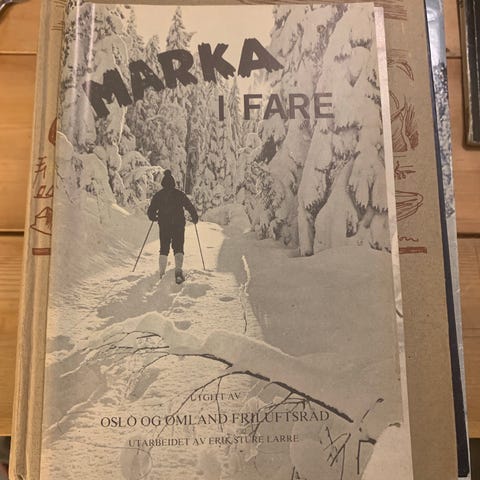 MARKA
I FARE
UTGITT AV
OSLO OG OMLAND FRILUFTSRÅD
UTARBEIDET AV ERIK STURE LARRE